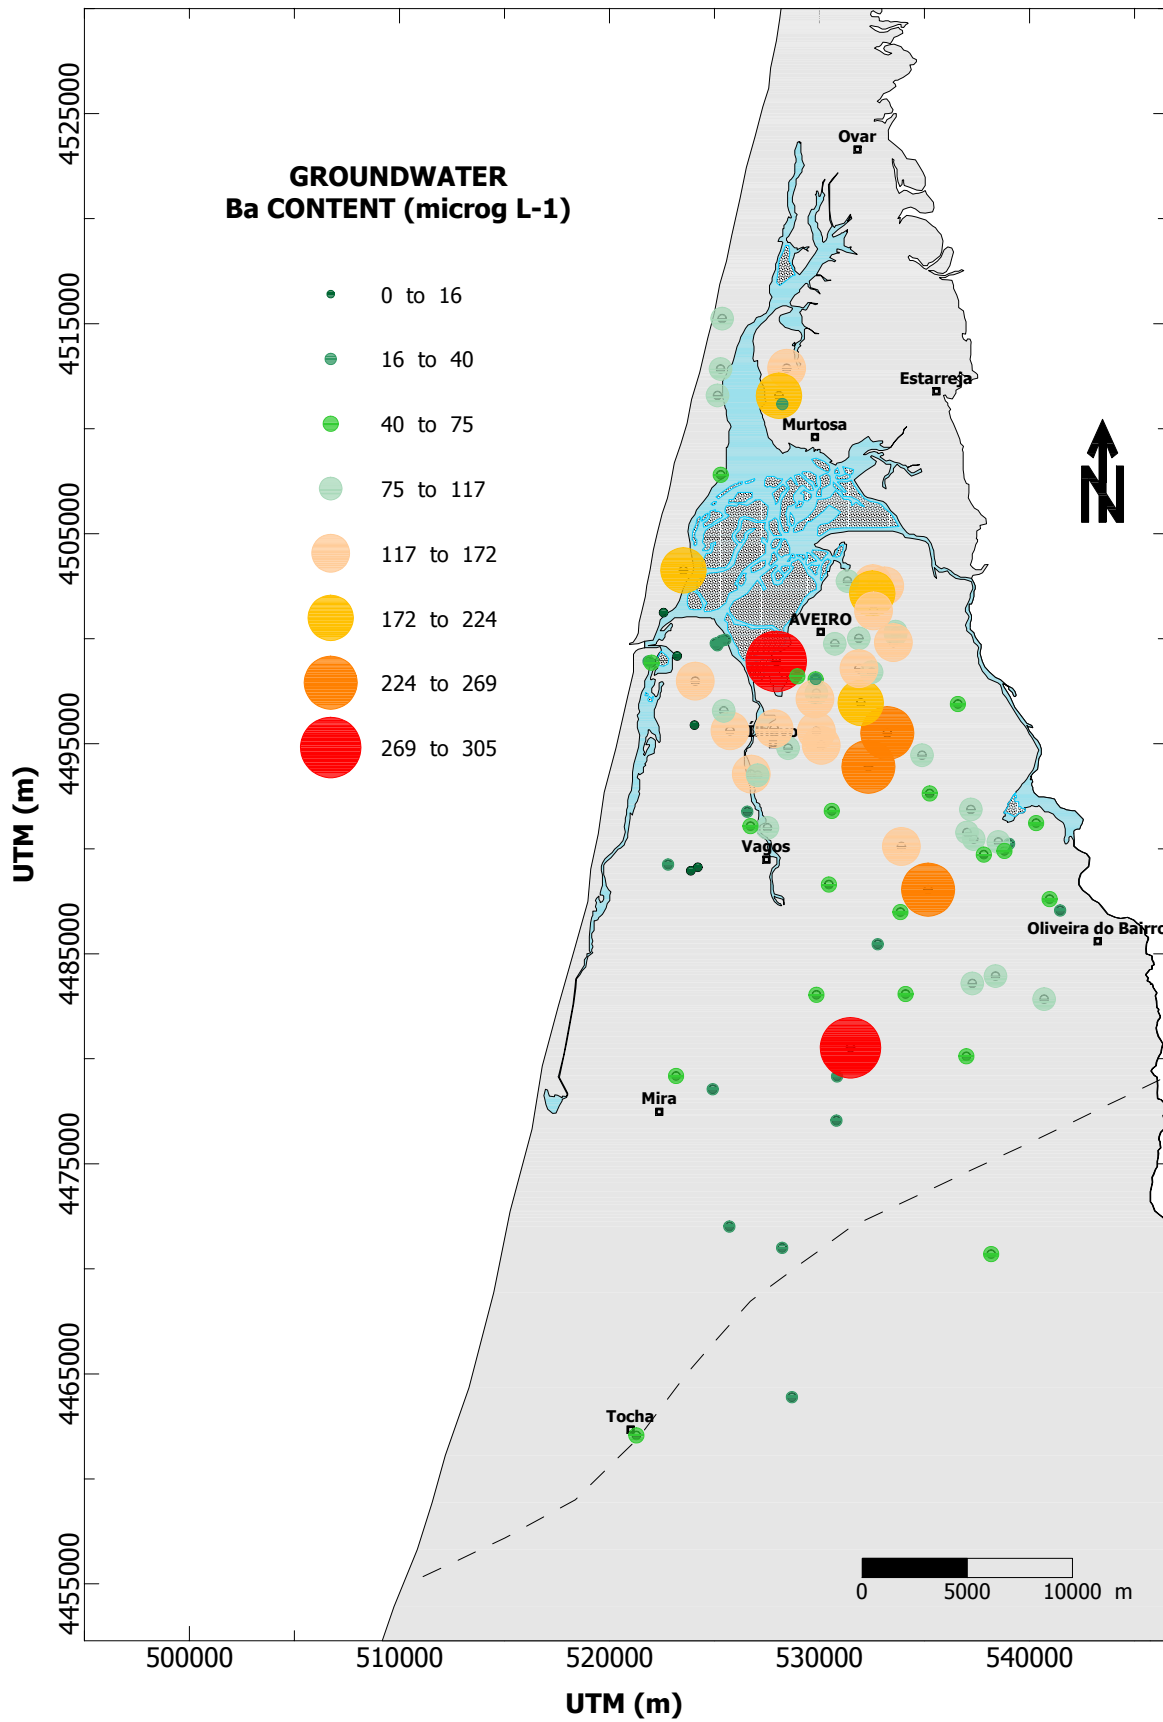 GROUNDWATER
Ba CONTENT (microg L-1)
0 to 16
16 to 40
40 to 75
75 to 117
117 to 172
172 to 224
224 to 269
269 to 305
Ovar
Estarreja
Murtosa
N
AVEIRO
Vagos
Oliveira do Bairro
Mira
Tocha
0 5000 10000 m
4525000
4515000
4505000
4495000
4485000
4475000
4465000
4455000
UTM (m)
500000 510000 520000 530000 540000
UTM (m)